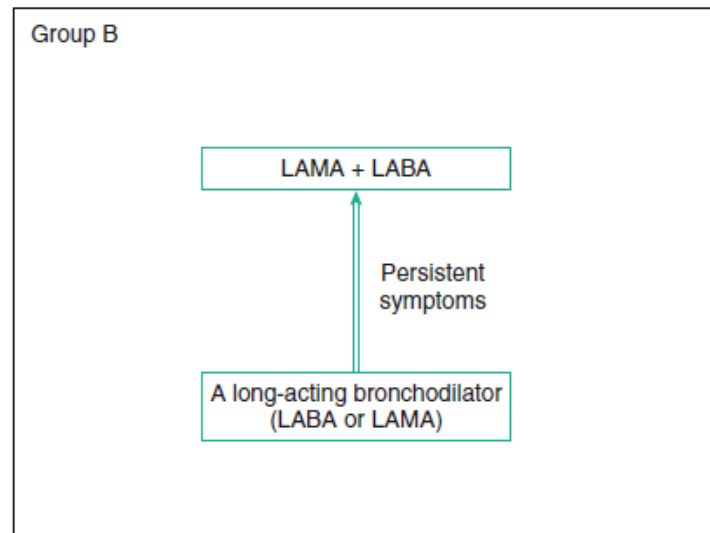 Group B
LAMA + LABA
Persistent
symptoms
A long-acting bronchodilator
(LABA or LAMA)